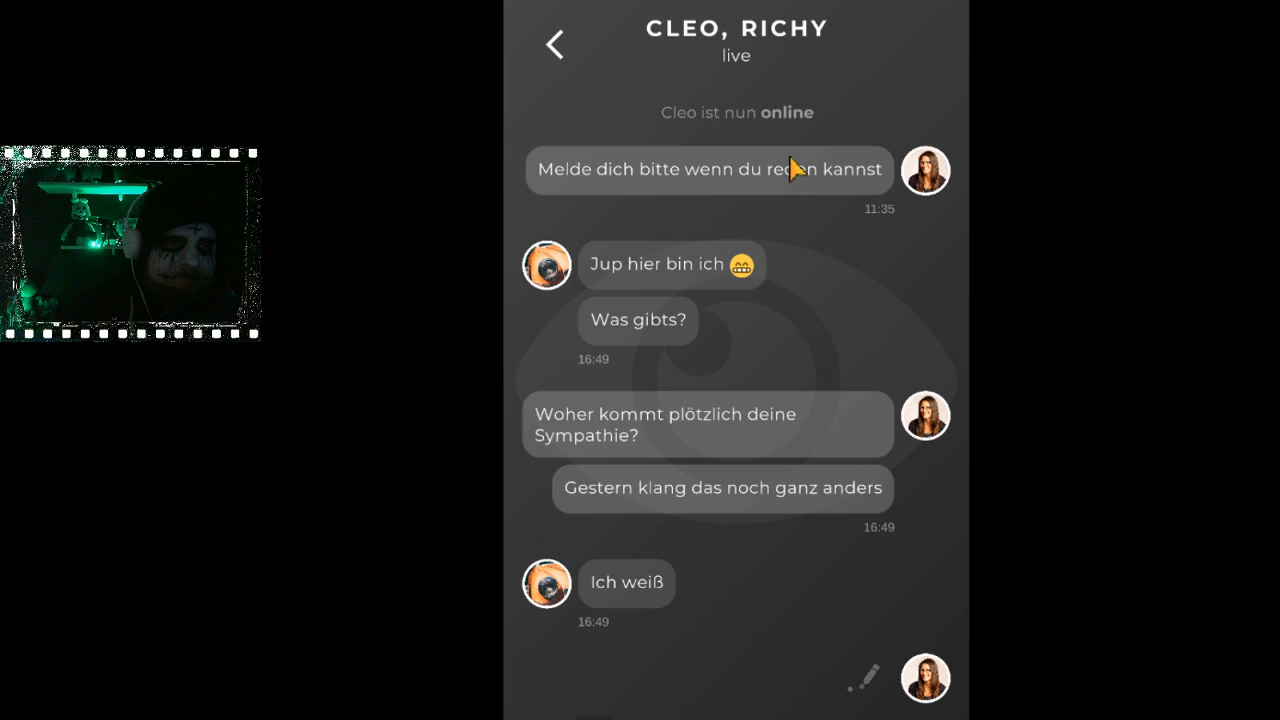 CLEO, RICHY
live
Cleo ist nun online
Melde dich bitte wenn du reden kannst
11:35
Jup hier bin ich 😁
Was gibts?
16:49
Woher kommt plötzlich deine
Sympathie?
Gestern klang das noch ganz anders
16:49
Ich weiß
16:49